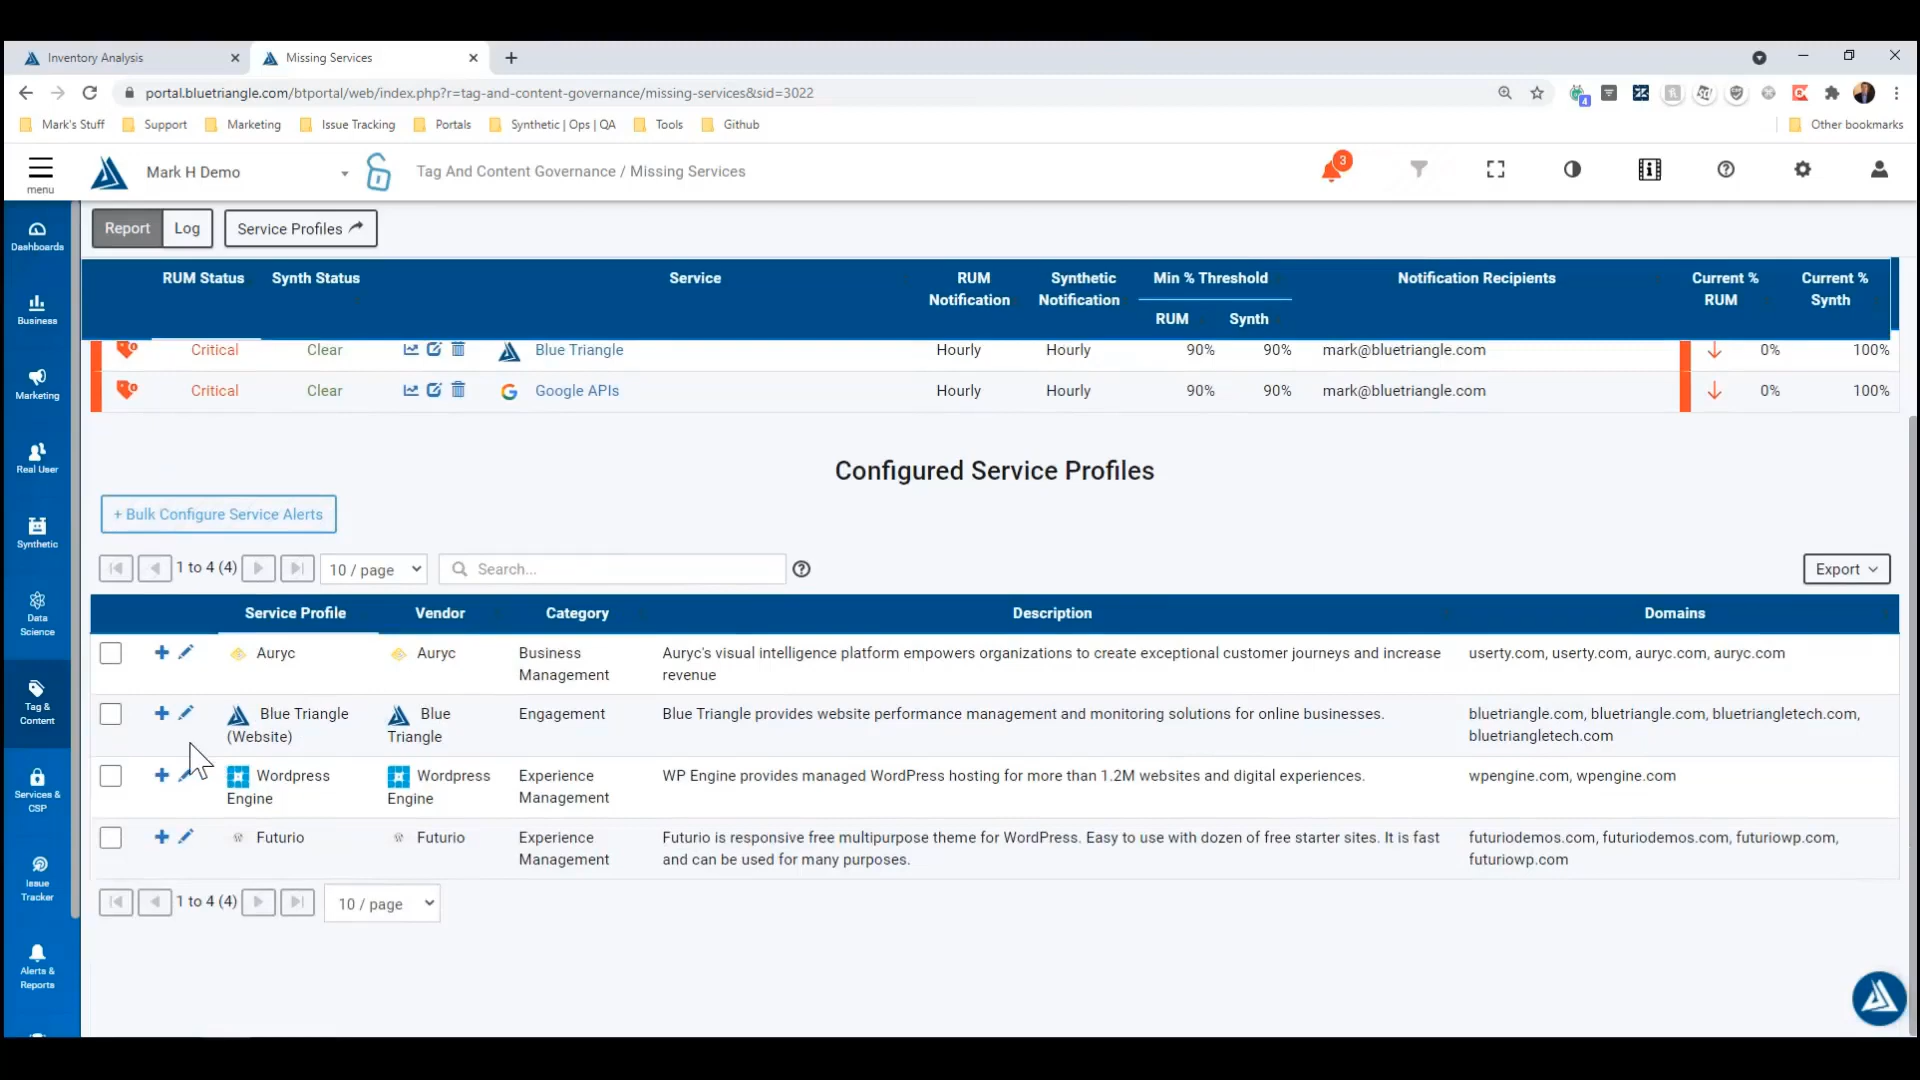 Inventory Analysis
Missing Services
portal.bluetriangle.com/btportal/web/index.php?r=tag-and-content-governance/missing-services&sid=3022
4
Mark's Stuff Support Marketing Issue Tracking Portals Synthetic | Ops | QA Tools Github Other bookmarks
menu
Mark H Demo
Tag And Content Governance / Missing Services
3
Dashboards
Business
Marketing
Real User
Synthetic
Data
Science
Tag &
Content
Services &
CSP
Issue
Tracker
Alerts &
Reports
Report Log Service Profiles
RUM Status Synth Status Service RUM Notification Synthetic Notification Min % Threshold Notification Recipients Current % RUM Current % Synth
RUM Synth
Critical Clear Blue Triangle Hourly Hourly 90% 90% mark@bluetriangle.com 0% 100%
Critical Clear Google APIs Hourly Hourly 90% 90% mark@bluetriangle.com 0% 100%
Configured Service Profiles
+ Bulk Configure Service Alerts
1 to 4 (4) 10 / page Search... Export
Service Profile Vendor Category Description Domains
Auryc Auryc Business Auryc's visual intelligence platform empowers organizations to create exceptional customer journeys and increase userty.com, userty.com, auryc.com, auryc.com
Management revenue
Blue Triangle Blue Engagement Blue Triangle provides website performance management and monitoring solutions for online businesses. bluetriangle.com, bluetriangle.com, bluetriangletech.com,
(Website) Triangle bluetriangletech.com
Wordpress Wordpress Experience WP Engine provides managed WordPress hosting for more than 1.2M websites and digital experiences. wpengine.com, wpengine.com
Engine Engine Management
Futurio Futurio Experience Futurio is responsive free multipurpose theme for WordPress. Easy to use with dozen of free starter sites. It is fast futuriodemos.com, futuriodemos.com, futuriowp.com,
Management and can be used for many purposes. futuriowp.com
1 to 4 (4) 10 / page